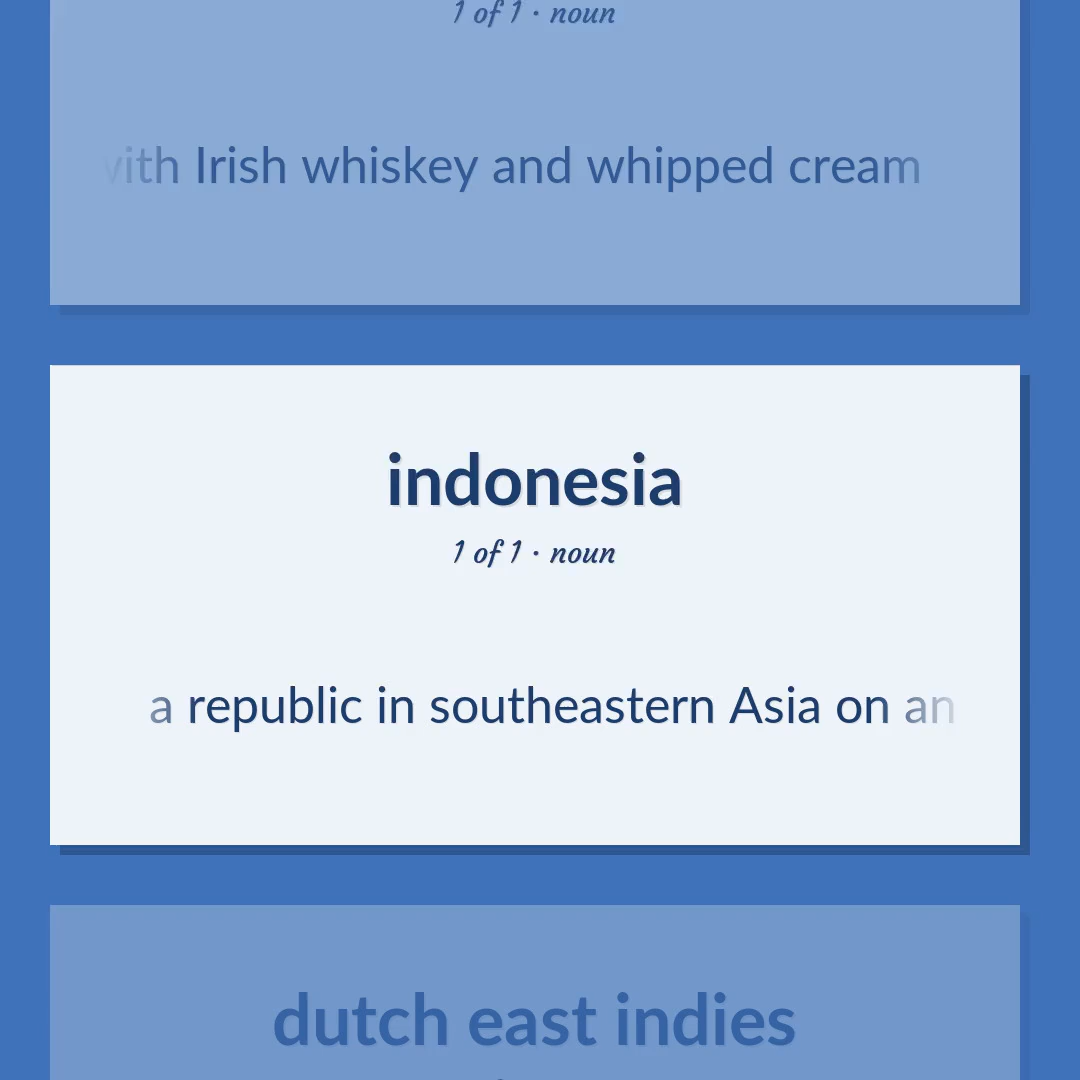 1 of 1 · noun
with Irish whiskey and whipped cream
indonesia
1 of 1 · noun
a republic in southeastern Asia on an
dutch east indies